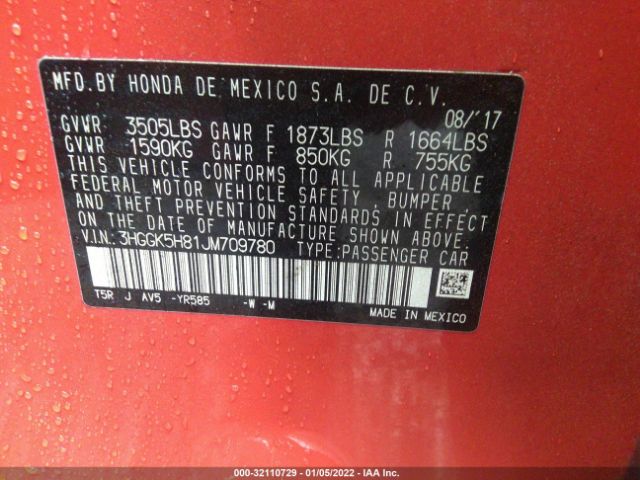 MFD. BY HONDA DE MEXICO S.A. DE C.V.
08/'17
GVWR 3505LBS GAWR F 1873LBS R 1664LBS
GVWR 1590KG GAWR F 850KG R 755KG
THIS VEHICLE CONFORMS TO ALL APPLICABLE
FEDERAL MOTOR VEHICLE SAFETY, BUMPER
AND THEFT PREVENTION STANDARDS IN EFFECT
ON THE DATE OF MANUFACTURE SHOWN ABOVE.
V.I.N.: 3HGGK5H81JM709780 TYPE:PASSENGER CAR
T5R J AV5 -YR585 -W -M
MADE IN MEXICO
000-32110729 - 01/05/2022 - IAA Inc.